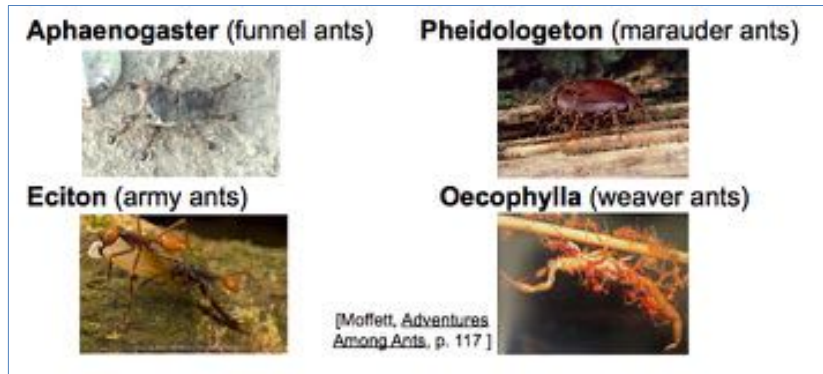 Aphaenogaster (funnel ants)
Pheidologeton (marauder ants)
Eciton (army ants)
Oecophylla (weaver ants)
[Moffett, Adventures
Among Ants, p. 117 ]